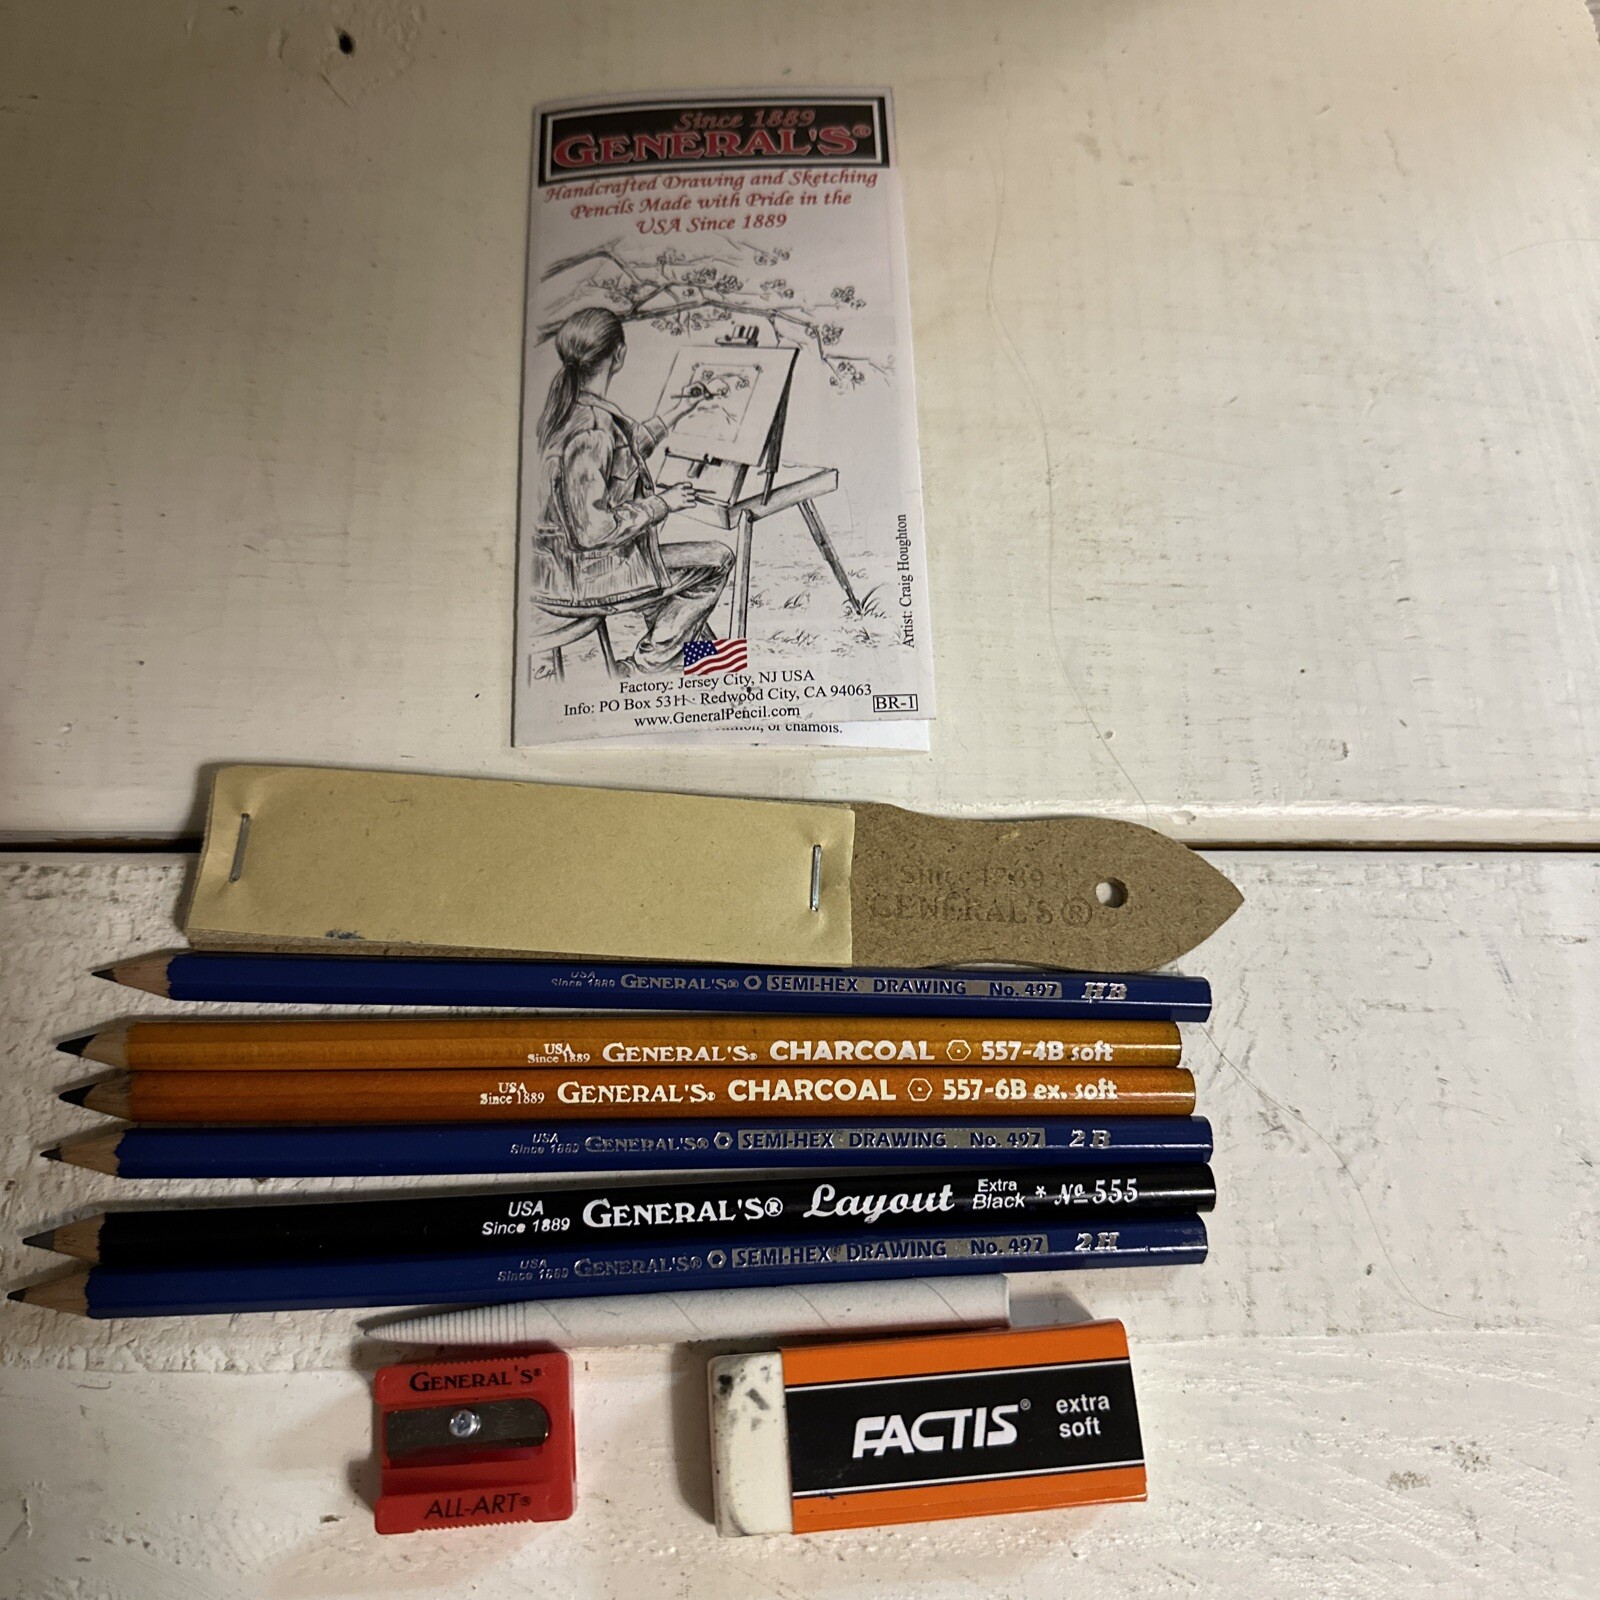 Since 1889
GENERAL'S®
Handcrafted Drawing and Sketching
Pencils Made with Pride in the
USA Since 1889
Artist: Craig Houghton
CH
Factory: Jersey City, NJ USA
Info: PO Box 5311 - Redwood City, CA 94063
BR-1
www.GeneralPencil.com
or chamois.
Since 1889
GENERAL'S®
USA
Since 1889 GENERAL'S® SEMI-HEX® DRAWING No. 497 HB
USA
Since 1889 GENERAL'S® CHARCOAL 557-4B soft
USA
Since 1889 GENERAL'S® CHARCOAL 557-6B ex. soft
USA
Since 1889 GENERAL'S® SEMI-HEX® DRAWING No. 497 2B
USA
Since 1889 GENERAL'S® Layout Extra Black * No 555
USA
Since 1889 GENERAL'S® SEMI-HEX® DRAWING No. 497 2H
GENERAL'S®
ALL-ART®
FACTIS® extra
soft